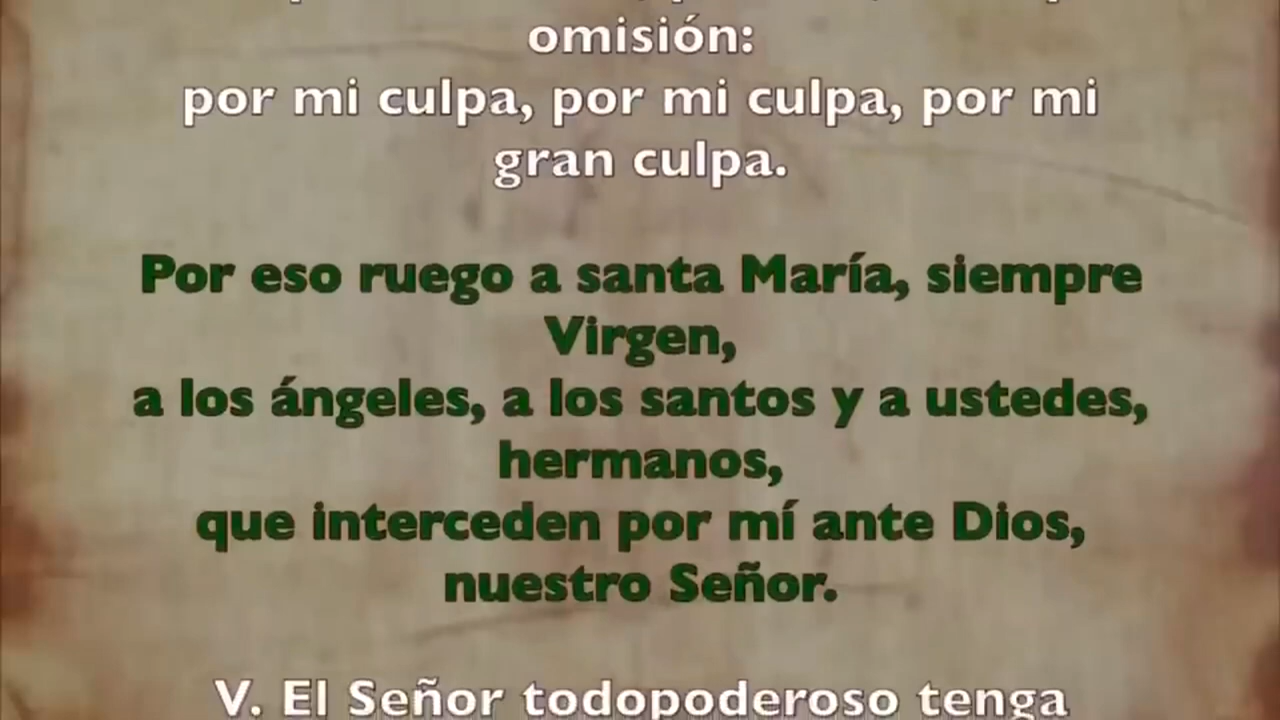 omisión:
por mi culpa, por mi culpa, por mi
gran culpa.
Por eso ruego a santa María, siempre
Virgen,
a los ángeles, a los santos y a ustedes,
hermanos,
que interceden por mí ante Dios,
nuestro Señor.
V. El Señor todopoderoso tenga